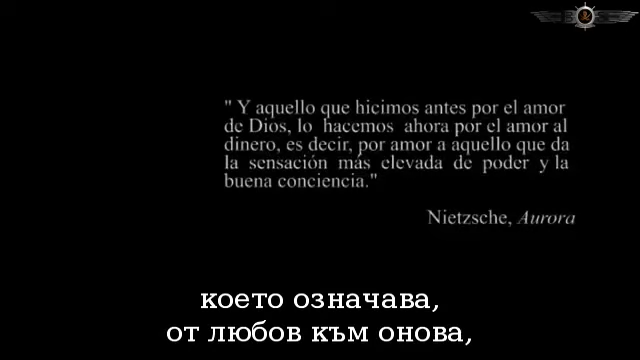 " Y aquello que hicimos antes por el amor
de Dios, lo hacemos ahora por el amor al
dinero, es decir, por amor a aquello que da
la sensación más elevada de poder y la
buena conciencia."
Nietzsche, Aurora
което означава,
от любов към онова,